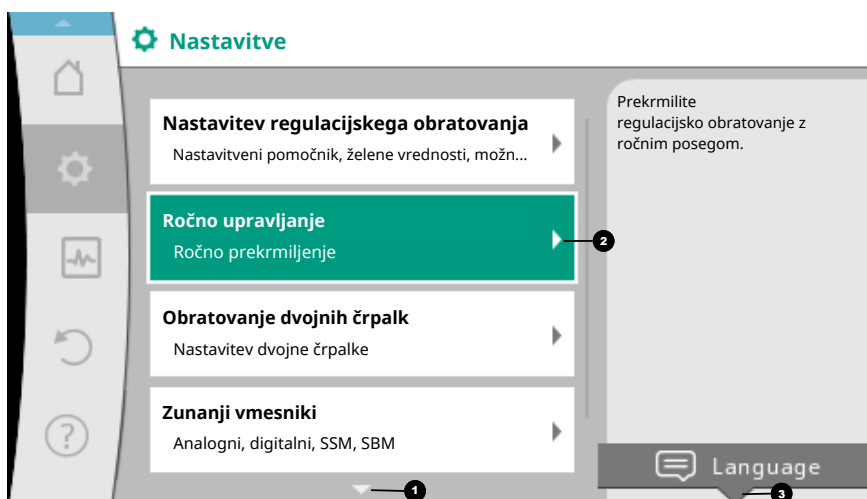 Nastavitve
Nastavitev regulacijskega obratovanja
Nastavitveni pomočnik, želene vrednosti, možn...
Ročno upravljanje
Ročno prekrmiljenje
2
Obratovanje dvojnih črpalk
Nastavitev dvojne črpalke
Zunanji vmesniki
Analogni, digitalni, SSM, SBM
1
Prekrmilite
regulacijsko obratovanje z
ročnim posegom.
Language
3
?